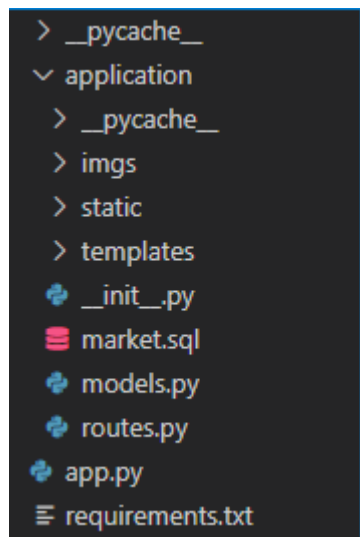 __pycache__
application
__pycache__
imgs
static
templates
__init__.py
market.sql
models.py
routes.py
app.py
requirements.txt